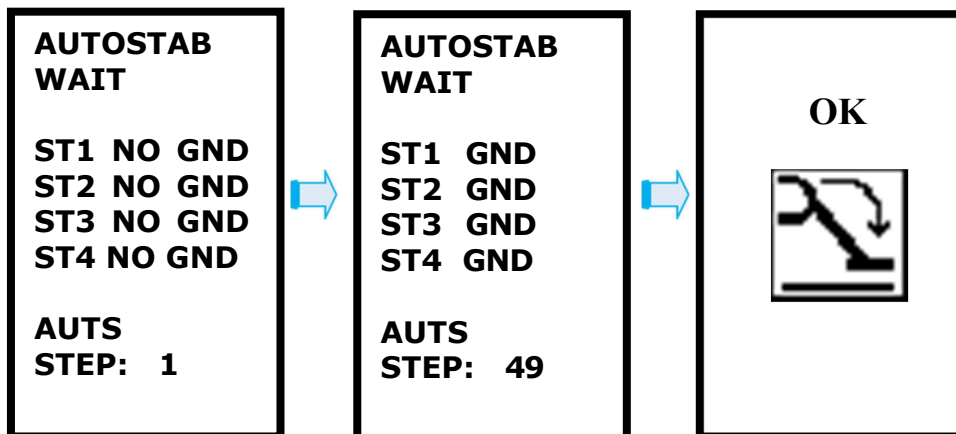 AUTOSTAB
WAIT
ST1 NO GND
ST2 NO GND
ST3 NO GND
ST4 NO GND
AUTS
STEP: 1
AUTOSTAB
WAIT
ST1 GND
ST2 GND
ST3 GND
ST4 GND
AUTS
STEP: 49
OK